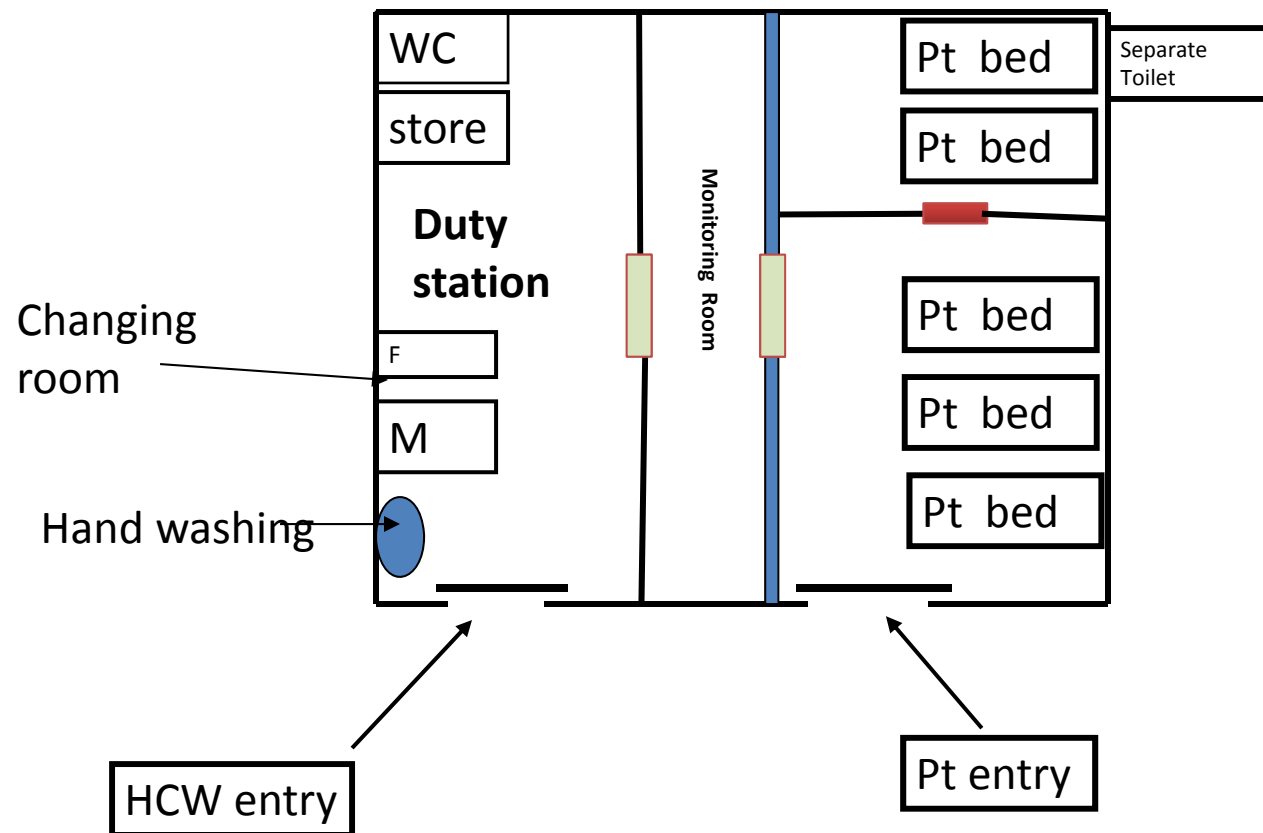 WC
store
Duty
station
Changing
room
F
M
Hand washing
Monitoring Room
Pt bed
Pt bed
Pt bed
Pt bed
Pt bed
Separate
Toilet
HCW entry
Pt entry